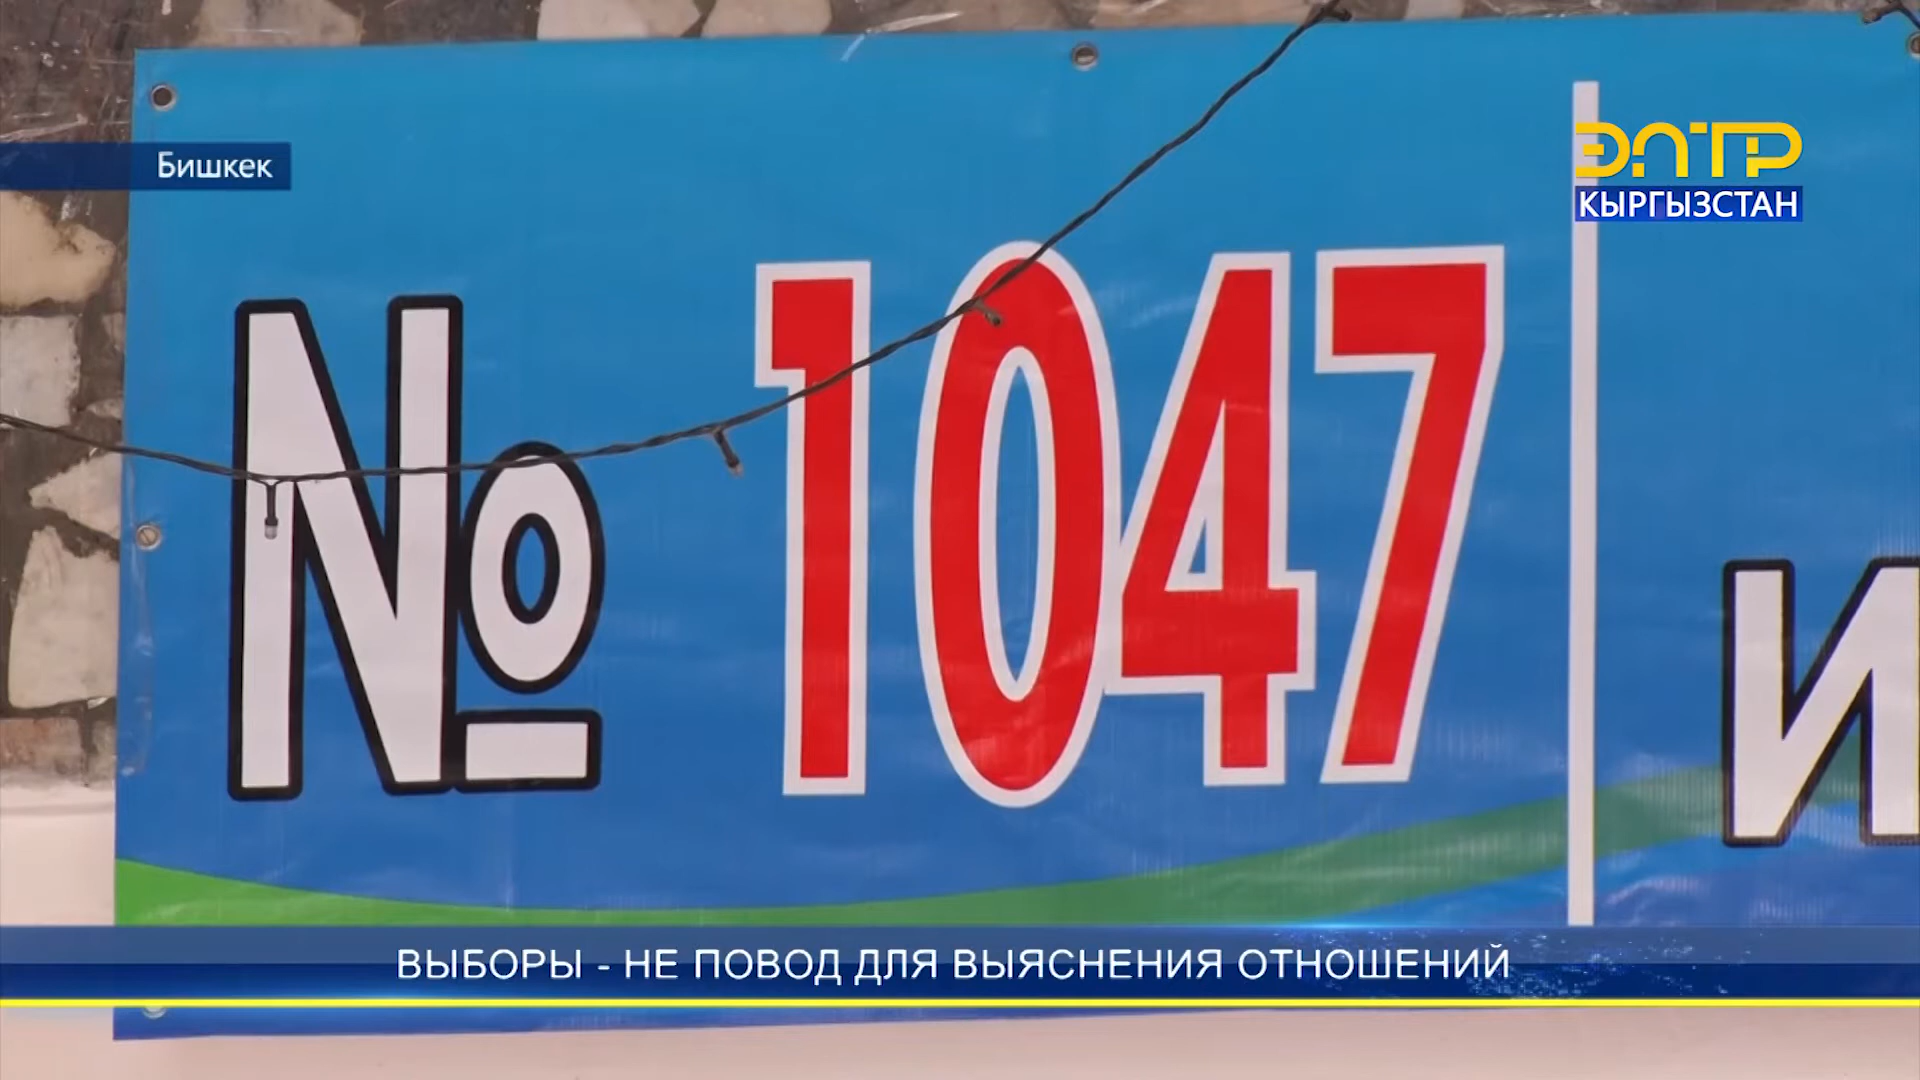 Бишкек
ЭЛТР
КЫРГЫЗСТАН
№ 1047
ВЫБОРЫ - НЕ ПОВОД ДЛЯ ВЫЯСНЕНИЯ ОТНОШЕНИЙ